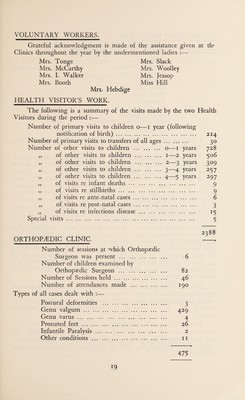 VOLUNTARY WORKERS.
Grateful acknowledgment is made of the assistance given at the
Clinics throughout the year by the undermentioned ladies :—
Mrs. Tonge Mrs. Slack
Mrs. McCarthy Mrs. Woolley
Mrs. I. Walker Mrs. Jessop
Mrs. Booth Miss Hill
Mrs. Hebdige
HEALTH VISITOR'S WORK.
The following is a summary of the visits made by the two Health
Visitors during the period :—
Number of primary visits to children 0—1 year (following
notification of birth) ... ... ... ... ... ... 214
Number of primary visits to transfers of all ages ... ... ... 30
Number of other visits to children ... ... ... 0—1 years 728
„ of other visits to children ... ... ... 1—2 years 506
„ of other visits to children ... ... ... 2—3 years 309
„ of other visits to children ... ... ... 3—4 years 257
„ of other visits to children ... ... ... 4—5 years 297
„ of visits re infant deaths ... ... ... ... ... 9
„ of visits re stillbirths ... ... ... ... ... ... 9
„ of visits re ante-natal cases ... ... ... ... ... 6
„ of visits re post-natal cases ... ... ... ... ... 3
„ of visits re infectious disease ... ... ... ... 15
Special visits ... ... ... ... ... ... ... ... ... 5
2388
ORTHOPÆDIC CLINIC.
Number of sessions at which Orthopædic
Surgeon was present ... ... ... ... 6
Number of children examined by
Orthopædic Surgeon ... ... ... ... 82
Number of Sessions held ... ... ... ... 46
Number of attendances made ... ... ... 190
Types of all cases dealt with :—
Postural deformities ... ... ... ... ... 3
Genu valgum ... ... ... ... ... ... 429
Genu varus ... ... ... ... ... ... ... 4
Pronated feet ... ... ... ... ... ... 26
Infantile Paralysis ... ... ... ... ... 2
Other conditions ... ... ... ... ... ... 11
475
19